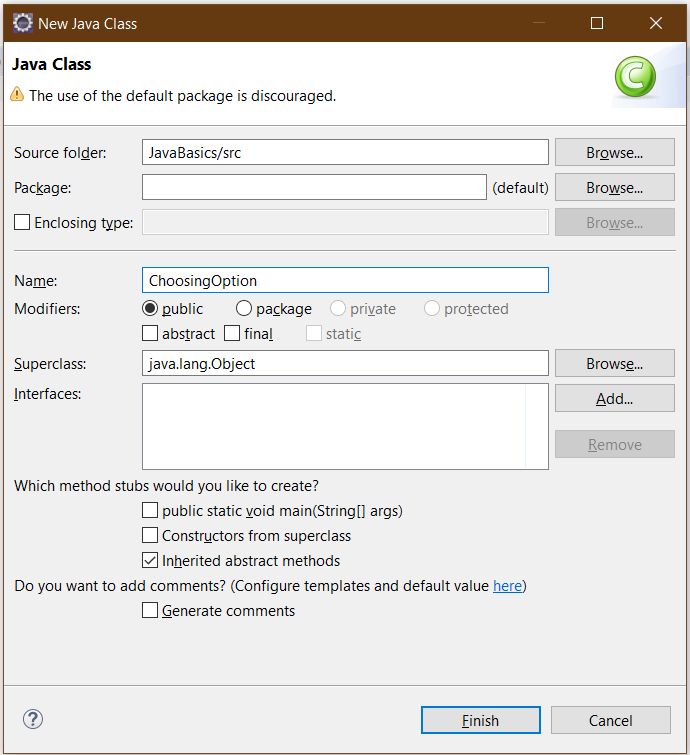 New Java Class
Java Class
The use of the default package is discouraged.
Source folder: JavaBasics/src Browse...
Package: (default) Browse...
Enclosing type: Browse...
Name: ChoosingOption
Modifiers: public package private protected
abstract final static
Superclass: java.lang.Object Browse...
Interfaces: Add...
Remove
Which method stubs would you like to create?
public static void main(String[] args)
Constructors from superclass
Inherited abstract methods
Do you want to add comments? (Configure templates and default value here)
Generate comments
? Finish Cancel